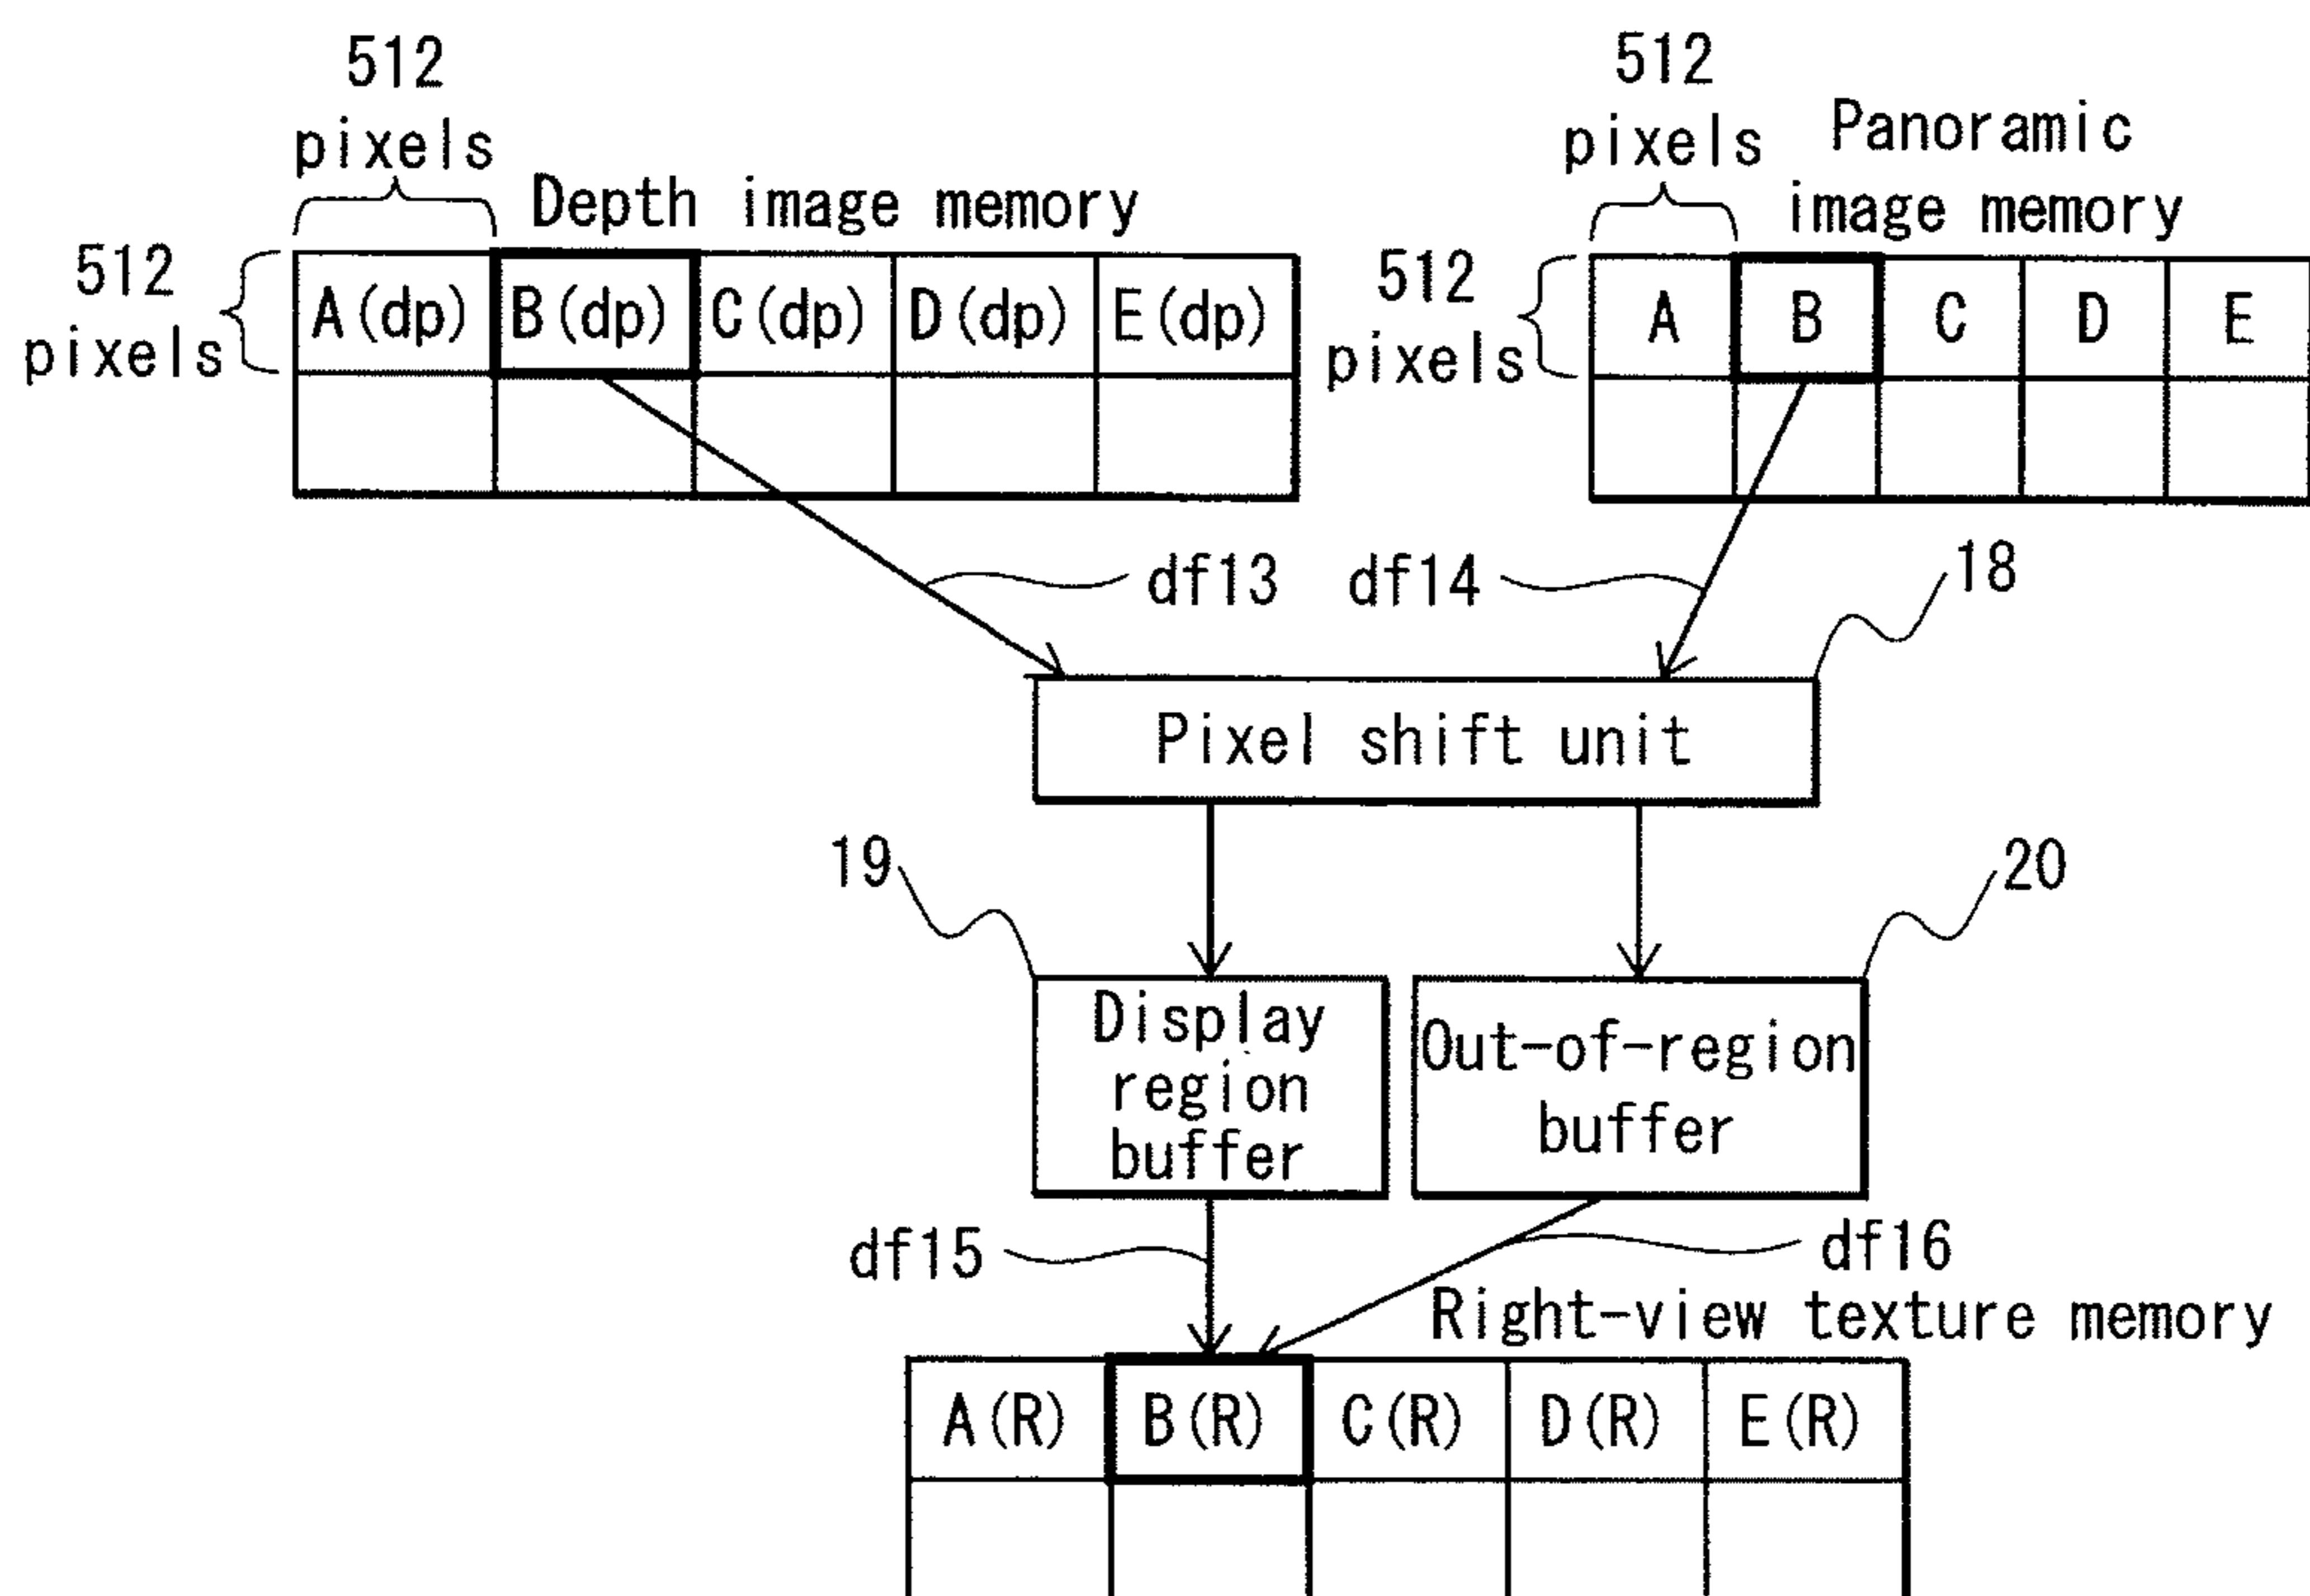 512
pixels
Depth image memory
512
pixels
A(dp) B(dp) C(dp) D(dp) E(dp)
512
pixels
Panoramic
image memory
512
pixels
A B C D E
df13
df14
18
Pixel shift unit
19
20
Display
region
buffer
Out-of-region
buffer
df15
df16
Right-view texture memory
A(R) B(R) C(R) D(R) E(R)